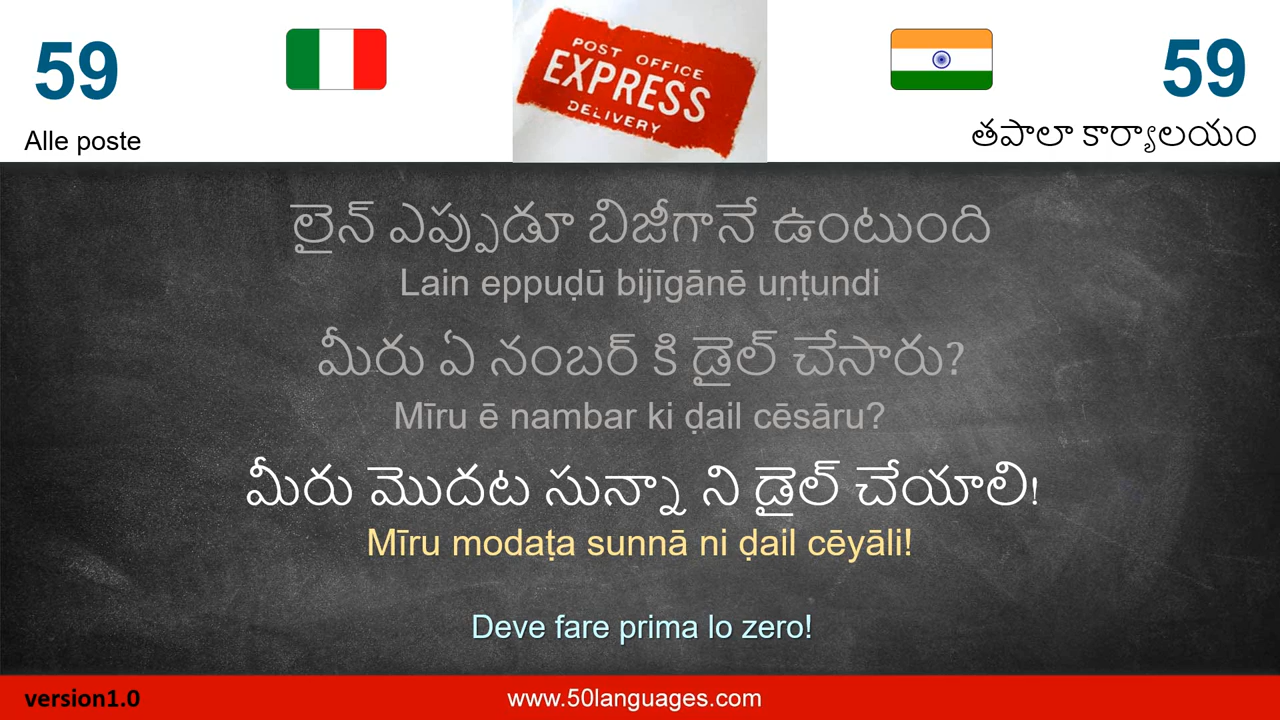 59
59
Alle poste
తపాలా కార్యాలయం
POST OFFICE
EXPRESS
DELIVERY
లైన్ ఎప్పుడూ బిజీగానే ఉంటుంది
Lain eppuḍū bijīgānē uṇṭundi
మీరు ఏ నంబర్ కి డైల్ చేసారు?
Mīru ē nambar ki ḍail cēsāru?
మీరు మొదట సున్నా ని డైల్ చేయాలి!
Mīru modaṭa sunnā ni ḍail cēyāli!
Deve fare prima lo zero!
version1.0
www.50languages.com